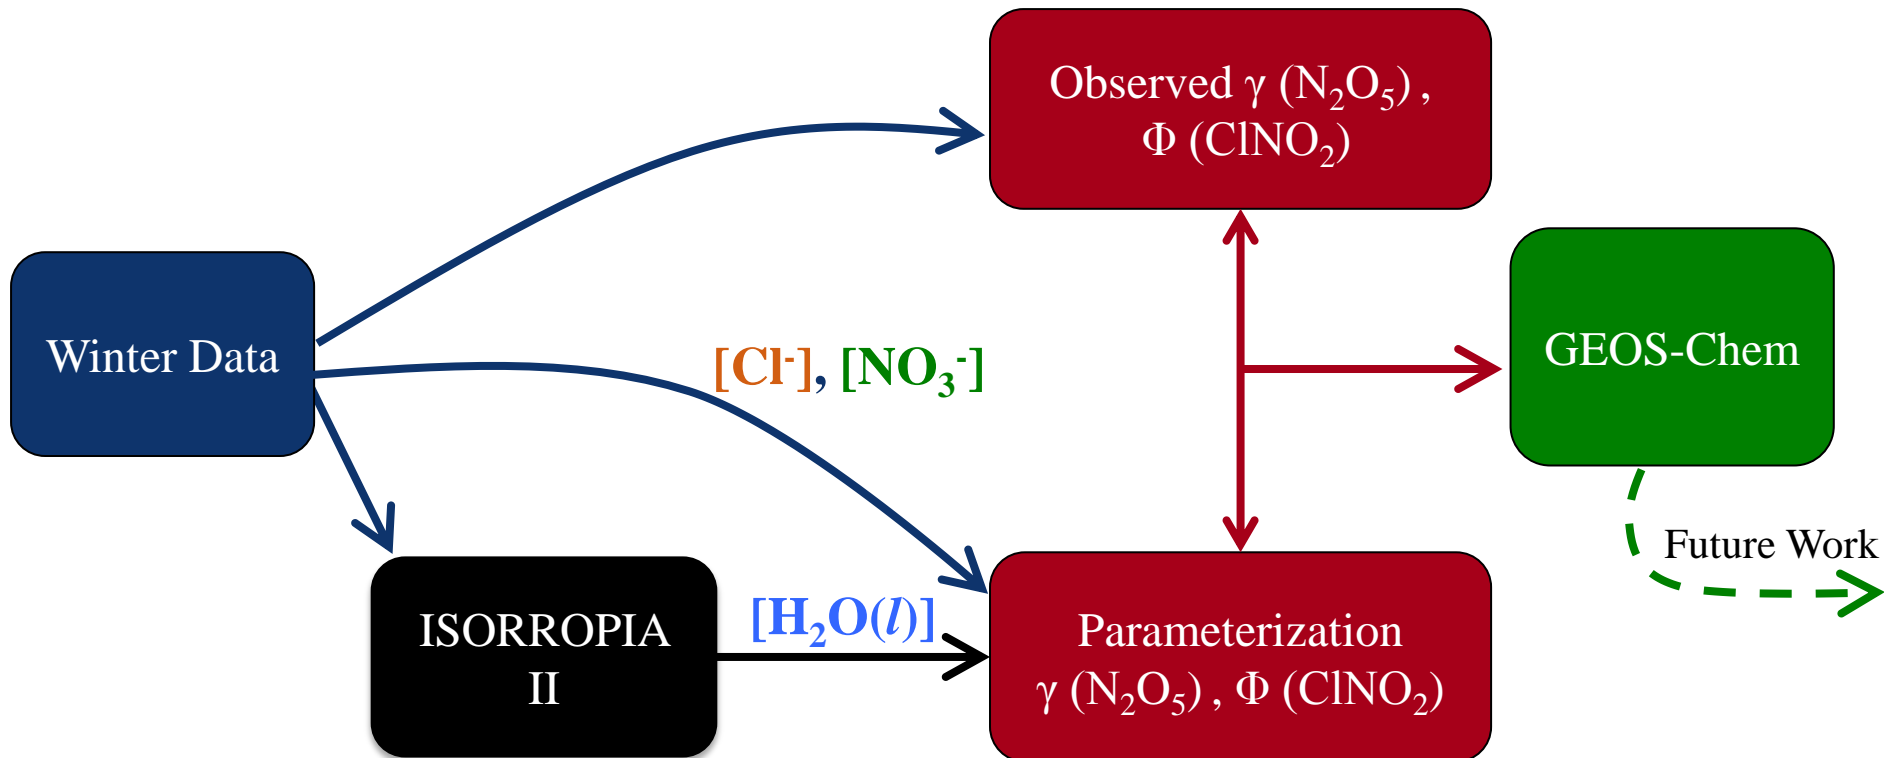 Observed γ (N₂O₅) ,
Φ (ClNO₂)
Winter Data
[Cl⁻], [NO₃⁻]
GEOS-Chem
Future Work
ISORROPIA
II
[H₂O(l)]
Parameterization
γ (N₂O₅) , Φ (ClNO₂)